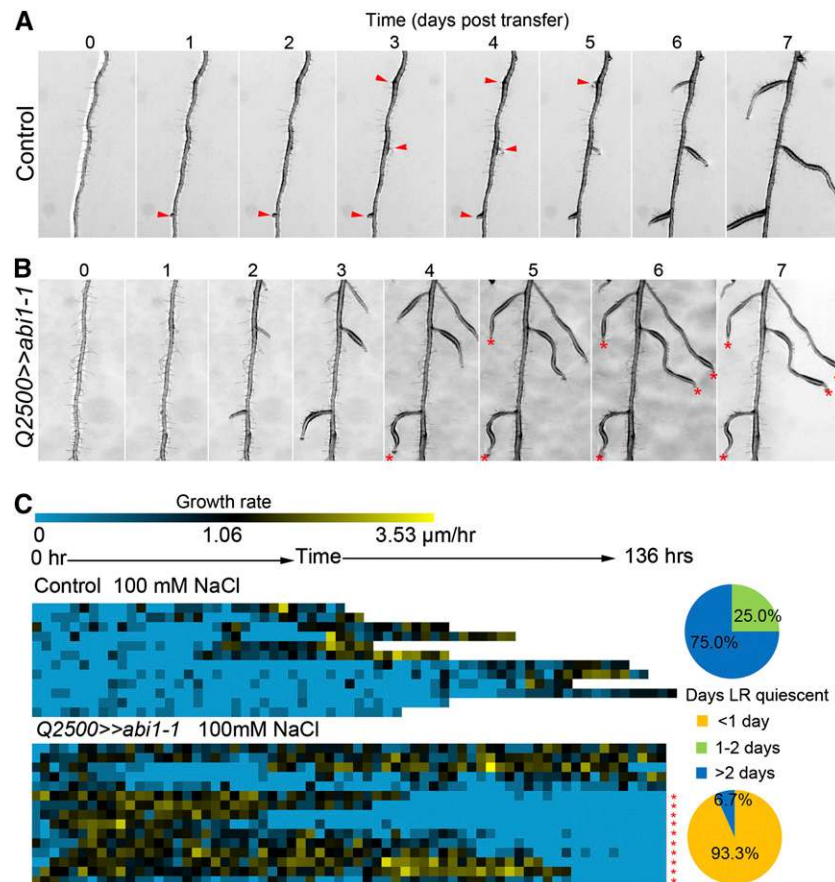 A
Time (days post transfer)
0 1 2 3 4 5 6 7
Control
B
0 1 2 3 4 5 6 7
Q2500>>abi1-1
*
* *
* * * *
* * * *
C
Growth rate
0 1.06 3.53 µm/hr
0 hr Time 136 hrs
Control 100 mM NaCl
25.0%
75.0%
Days LR quiescent
<1 day
1-2 days
>2 days
Q2500>>abi1-1 100mM NaCl
6.7%
93.3%
* * * * * * * * * *